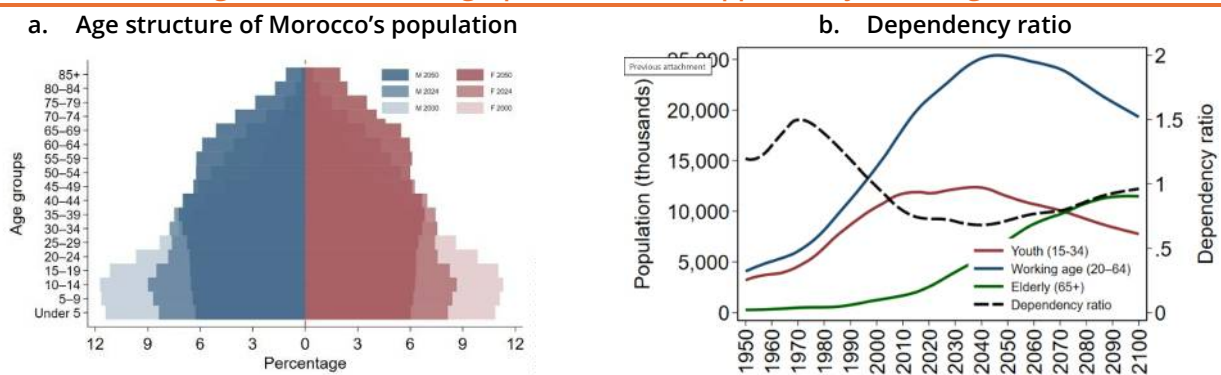 a. Age structure of Morocco's population
85+
80–84
75–79
70–74
65–69
60–64
55–59
50–54
45–49
40–44
35–39
30–34
25–29
20–24
15–19
10–14
5–9
Under 5
Age groups
12 9 6 3 0 3 6 9 12
Percentage
M 2050 F 2050
M 2024 F 2024
M 2000 F 2000
b. Dependency ratio
Previous attachment
20,000
15,000
10,000
5,000
0
Population (thousands)
2
1.5
1
.5
0
Dependency ratio
Youth (15-34)
Working age (20–64)
Elderly (65+)
Dependency ratio
1950 1960 1970 1980 1990 2000 2010 2020 2030 2040 2050 2060 2070 2080 2090 2100